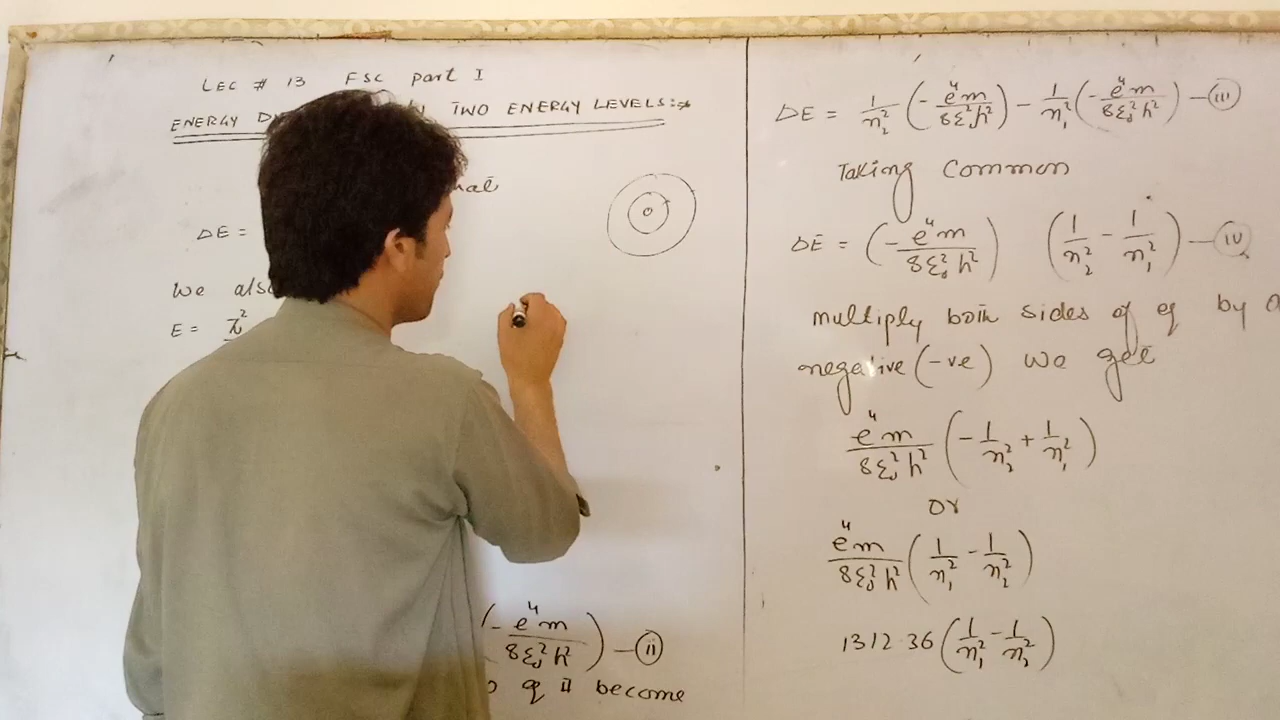 LEC # 13 FSC part I
ENERGY TWO ENERGY LEVELS:
ΔE =
We also
E = z²
(- e⁴m / 8ε₀²h²) — (ii)
eq II become
ΔE = 1/n₂² (- e⁴m / 8ε₀²h²) - 1/n₁² (- e⁴m / 8ε₀²h²) — (iii)
Taking Common
ΔE = (- e⁴m / 8ε₀²h²) (1/n₂² - 1/n₁²) — (iv)
multiply both sides of eq by a
negative (-ve) we get
e⁴m / 8ε₀²h² (- 1/n₂² + 1/n₁²)
or
e⁴m / 8ε₀²h² (1/n₁² - 1/n₂²)
1312.36 (1/n₁² - 1/n₂²)